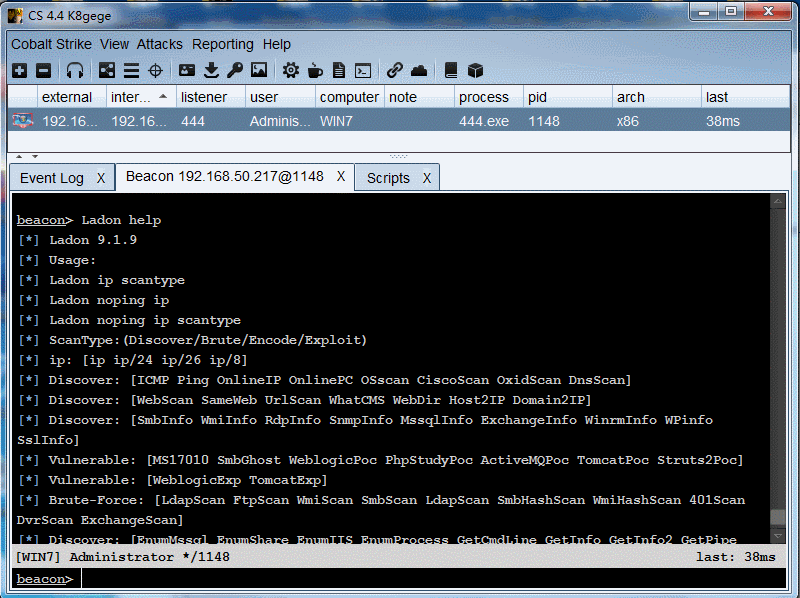 CS 4.4 K8gege
Cobalt Strike View Attacks Reporting Help
external inter... listener user computer note process pid arch last
192.16... 192.16... 444 Adminis... WIN7 444.exe 1148 x86 38ms
Event Log X Beacon 192.168.50.217@1148 X Scripts X
beacon> Ladon help
[*] Ladon 9.1.9
[*] Usage:
[*] Ladon ip scantype
[*] Ladon noping ip
[*] Ladon noping ip scantype
[*] ScanType:(Discover/Brute/Encode/Exploit)
[*] ip: [ip ip/24 ip/26 ip/8]
[*] Discover: [ICMP Ping OnlineIP OnlinePC OSscan CiscoScan OxidScan DnsScan]
[*] Discover: [WebScan SameWeb UrlScan WhatCMS WebDir Host2IP Domain2IP]
[*] Discover: [SmbInfo WmiInfo RdpInfo SnmpInfo MssqlInfo ExchangeInfo WinrmInfo WPinfo
SslInfo]
[*] Vulnerable: [MS17010 SmbGhost WeblogicPoc PhpStudyPoc ActiveMQPoc TomcatPoc Struts2Poc]
[*] Vulnerable: [WeblogicExp TomcatExp]
[*] Brute-Force: [LdapScan FtpScan WmiScan SmbScan LdapScan SmbHashScan WmiHashScan 401Scan
DvrScan ExchangeScan]
[*] Discover: [EnumMssql EnumShare EnumIIS EnumProcess GetCmdLine GetInfo GetInfo2 GetPipe
[WIN7] Administrator */1148 last: 38ms
beacon>